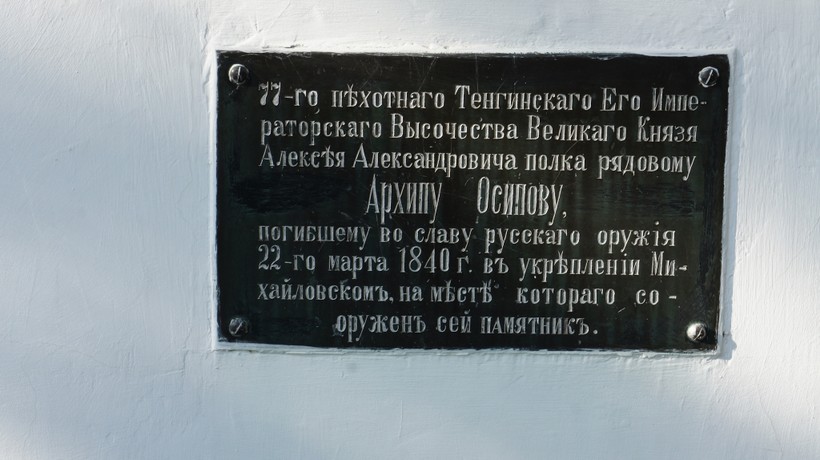 77-го пѣхотнаго Тенгинскаго Его Импе-
раторскаго Высочества Великаго Князя
Алексѣя Александровича полка рядовому
Архипу Осипову,
погибшему во славу русскаго оружія
22-го марта 1840 г. въ укрѣпленіи Ми-
хайловскомъ, на мѣстѣ котораго со-
оруженъ сей памятникъ.